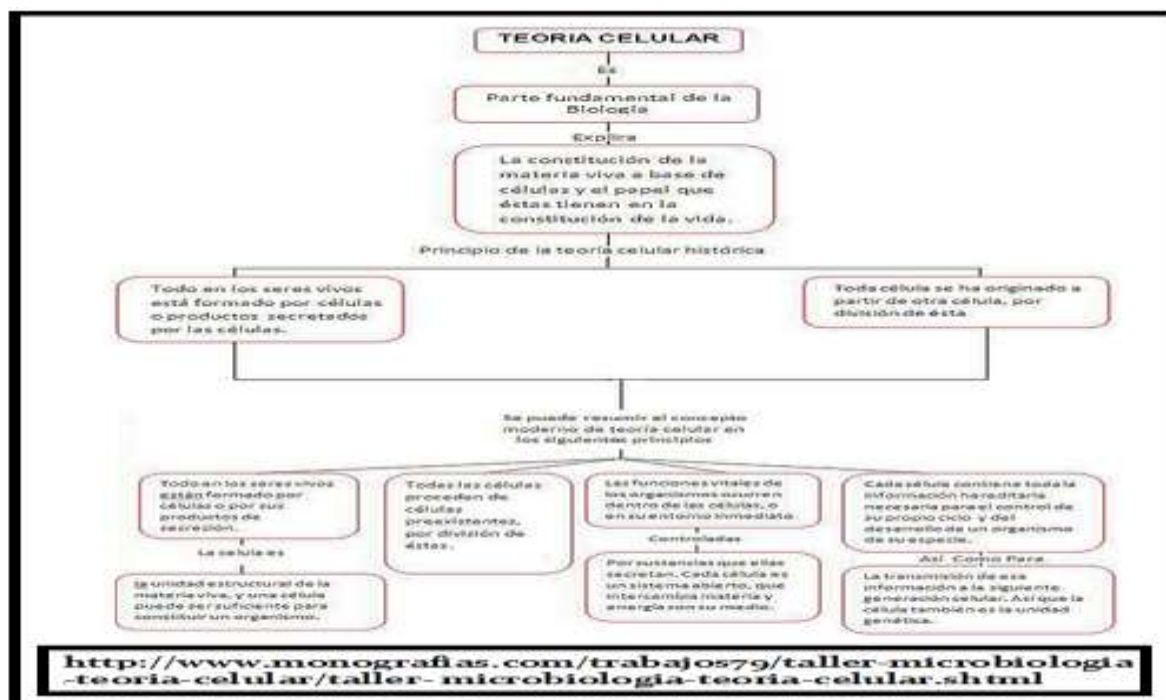 TEORIA CELULAR
Es
Parte fundamental de la
Biología
Explica
La constitución de la
materia viva a base de
células y el papel que
éstas tienen en la
constitución de la vida.
Principio de la teoría celular histórica
Todo en los seres vivos
está formado por células
o productos secretados
por las células.
Toda célula se ha originado a
partir de otra célula, por
división de ésta
Se puede resumir el concepto
moderno de teoría celular en
los siguientes principios
Todo en los seres vivos
están formado por
células o por sus
productos de
secreción.
La celula es
la unidad estructural de la
materia viva, y una célula
puede ser suficiente para
constituir un organismo.
Todas las células
proceden de
células
preexistentes,
por división de
éstas.
Las funciones vitales de
los organismos ocurren
dentro de las células, o
en su entorno inmediato
Controladas
Por sustancias que ellas
secretan. Cada célula es
un sistema abierto, que
intercambia materia y
energía son su medio.
Cada célula contiene toda la
información hereditaria
necesaria para el control de
su propio ciclo y del
desarrollo de un organismo
de su especie.
Así Como Para
La transmisión de esa
información a la siguiente
generación celular. Así que la
célula también es la unidad
genética.
http://www.monografias.com/trabajos79/taller-microbiologia
-teoria-celular/taller- microbiologia-teoria-celular.shtml